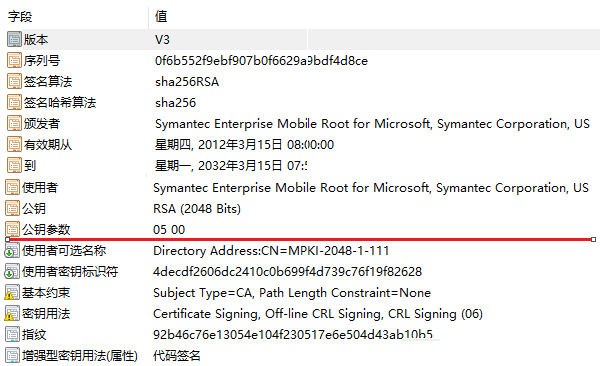 字段 值
版本 V3
序列号 0f6b552f9ebf907b0f6629a9bdf4d8ce
签名算法 sha256RSA
签名哈希算法 sha256
颁发者 Symantec Enterprise Mobile Root for Microsoft, Symantec Corporation, US
有效期从 星期四, 2012年3月15日 08:00:00
到 星期一, 2032年3月15日 07:5
使用者 Symantec Enterprise Mobile Root for Microsoft, Symantec Corporation, US
公钥 RSA (2048 Bits)
公钥参数 05 00
使用者可选名称 Directory Address:CN=MPKI-2048-1-111
使用者密钥标识符 4decdf2606dc2410c0b699f4d739c76f19f82628
基本约束 Subject Type=CA, Path Length Constraint=None
密钥用法 Certificate Signing, Off-line CRL Signing, CRL Signing (06)
指纹 92b46c76e13054e104f230517e6e504d43ab10b5
增强型密钥用法(属性) 代码签名